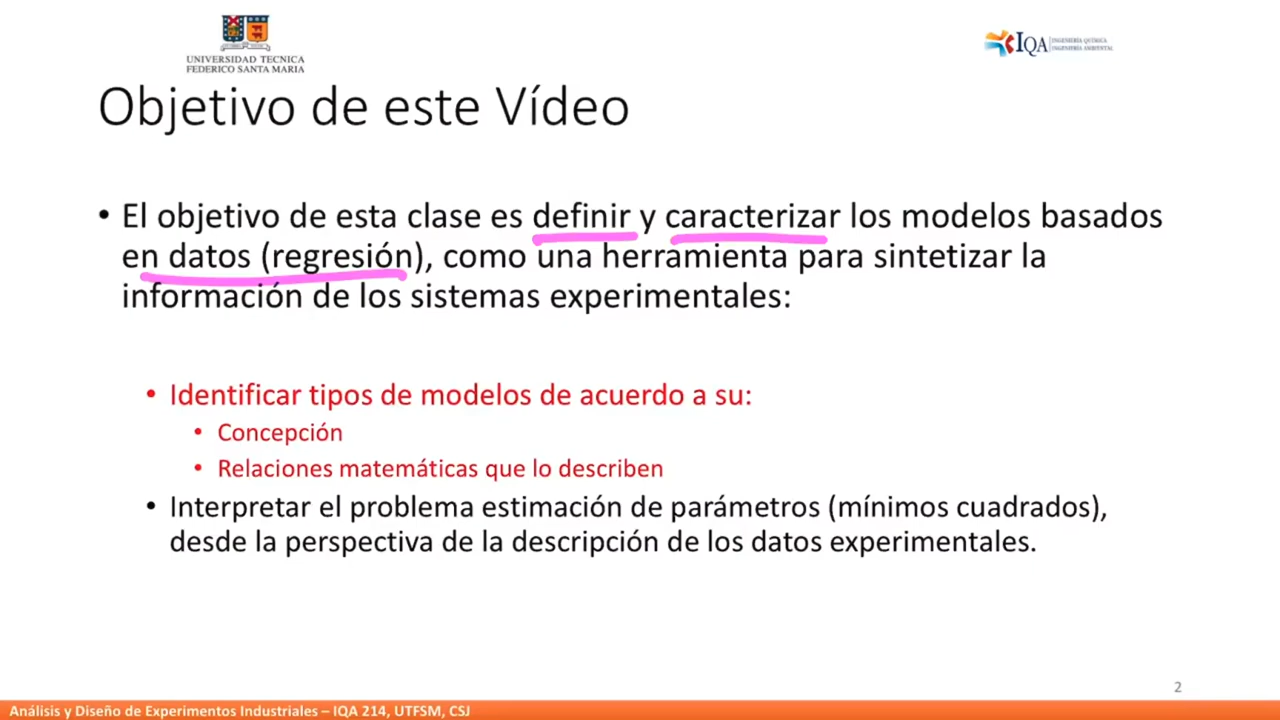 UNIVERSIDAD TECNICA
FEDERICO SANTA MARIA
IQA
INGENIERÍA QUÍMICA
INGENIERÍA AMBIENTAL
Objetivo de este Vídeo
• El objetivo de esta clase es definir y caracterizar los modelos basados
en datos (regresión), como una herramienta para sintetizar la
información de los sistemas experimentales:
• Identificar tipos de modelos de acuerdo a su:
• Concepción
• Relaciones matemáticas que lo describen
• Interpretar el problema estimación de parámetros (mínimos cuadrados),
desde la perspectiva de la descripción de los datos experimentales.
2
Análisis y Diseño de Experimentos Industriales – IQA 214, UTFSM, CSJ